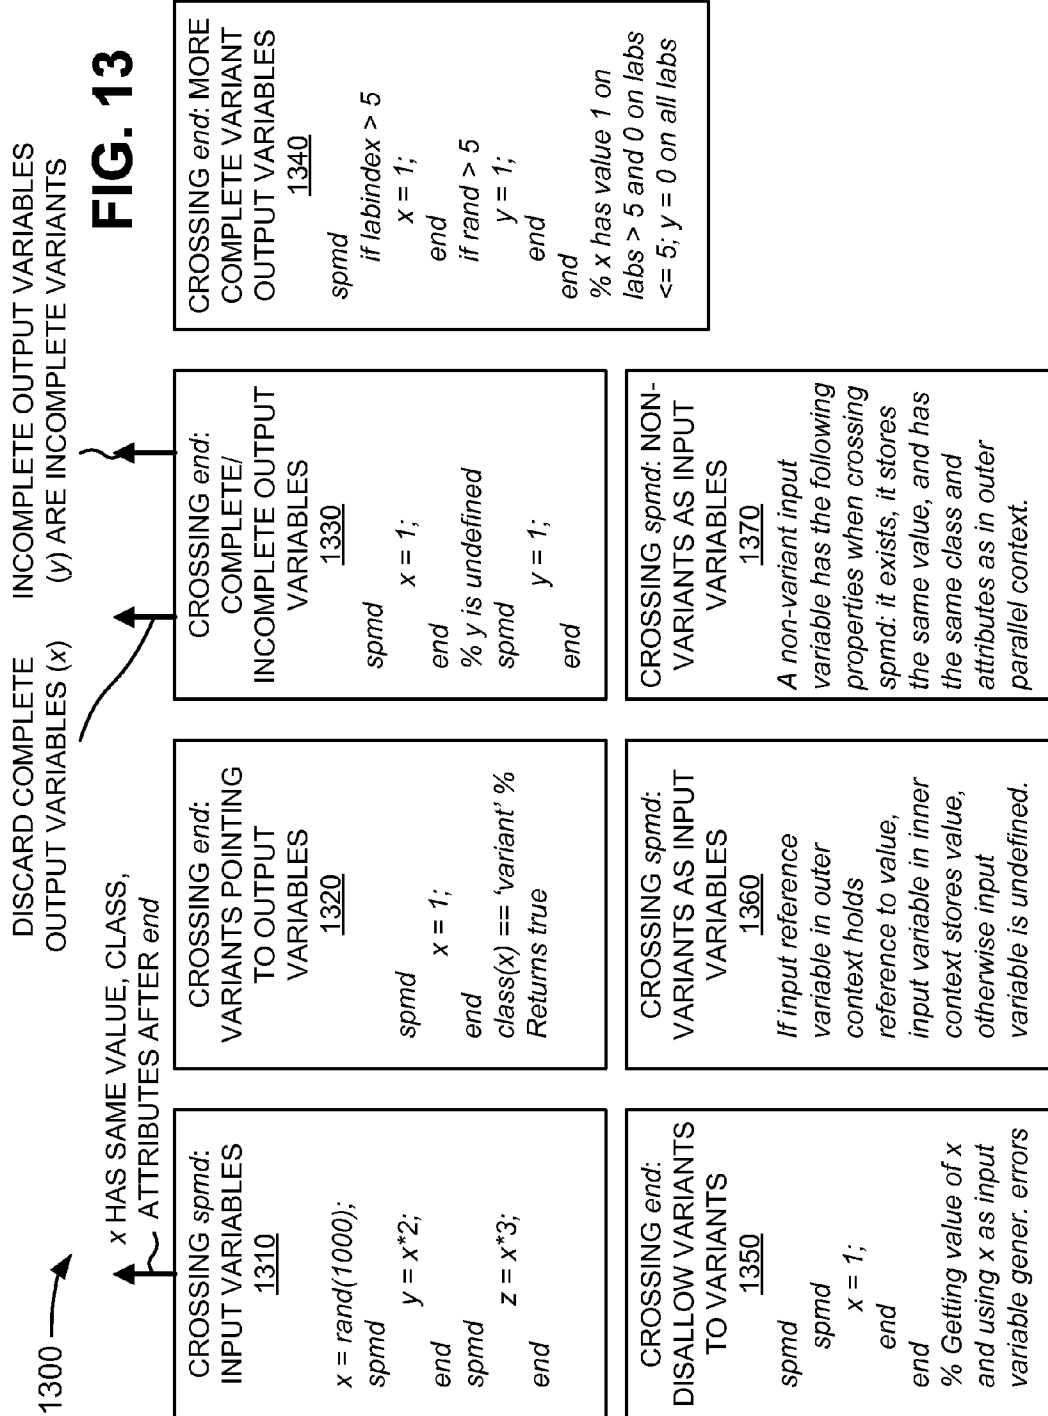 FIG. 13
1300
x HAS SAME VALUE, CLASS,
ATTRIBUTES AFTER end
DISCARD COMPLETE
OUTPUT VARIABLES (x)
INCOMPLETE OUTPUT VARIABLES
(y) ARE INCOMPLETE VARIANTS
CROSSING spmd:
INPUT VARIABLES
1310
x = rand(1000);
spmd
y = x*2;
end
spmd
z = x*3;
end
CROSSING end:
VARIANTS POINTING
TO OUTPUT
VARIABLES
1320
spmd
x = 1;
end
class(x) == 'variant' %
Returns true
CROSSING end:
COMPLETE/
INCOMPLETE OUTPUT
VARIABLES
1330
spmd
x = 1;
end
% y is undefined
spmd
y = 1;
end
CROSSING end: MORE
COMPLETE VARIANT
OUTPUT VARIABLES
1340
spmd
if labindex > 5
x = 1;
end
if rand > 5
y = 1;
end
end
% x has value 1 on
labs > 5 and 0 on labs
<= 5; y = 0 on all labs
CROSSING end:
DISALLOW VARIANTS
TO VARIANTS
1350
spmd
spmd
x = 1;
end
end
% Getting value of x
and using x as input
variable gener. errors
CROSSING spmd:
VARIANTS AS INPUT
VARIABLES
1360
If input reference
variable in outer
context holds
reference to value,
input variable in inner
context stores value,
otherwise input
variable is undefined.
CROSSING spmd: NON-
VARIANTS AS INPUT
VARIABLES
1370
A non-variant input
variable has the following
properties when crossing
spmd: it exists, it stores
the same value, and has
the same class and
attributes as in outer
parallel context.